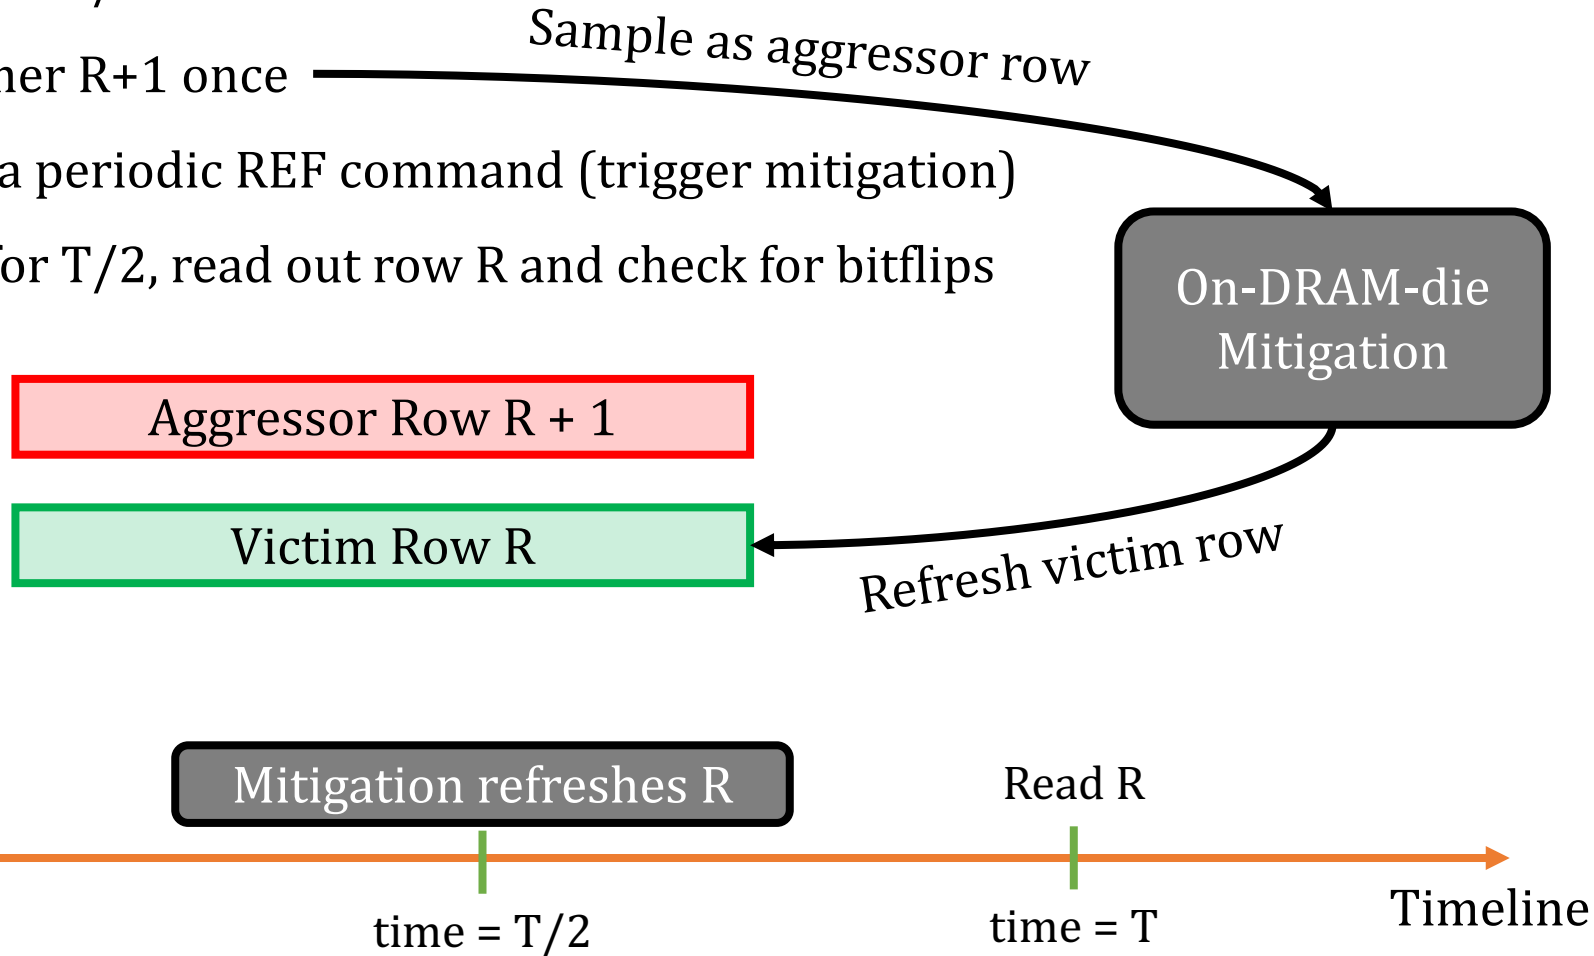 Sample as aggressor row
ner R+1 once
a periodic REF command (trigger mitigation)
for T/2, read out row R and check for bitflips
On-DRAM-die
Mitigation
Aggressor Row R + 1
Victim Row R
Refresh victim row
Mitigation refreshes R
Read R
time = T/2
time = T
Timeline